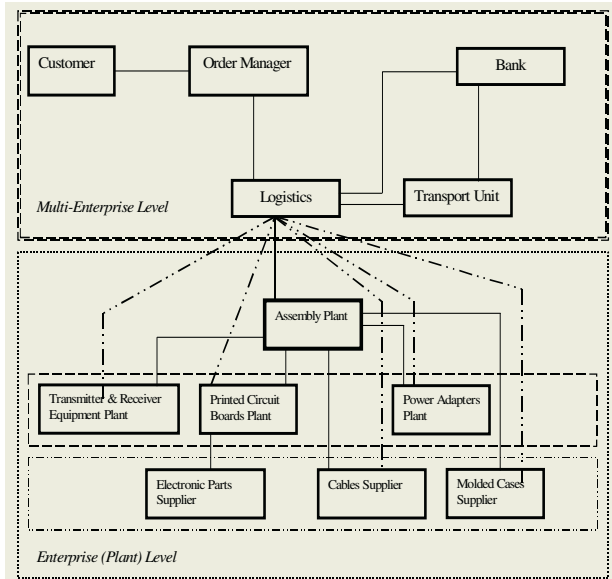 Customer
Order Manager
Bank
Logistics
Transport Unit
Multi-Enterprise Level
Assembly Plant
Transmitter & Receiver
Equipment Plant
Printed Circuit
Boards Plant
Power Adapters
Plant
Electronic Parts
Supplier
Cables Supplier
Molded Cases
Supplier
Enterprise (Plant) Level